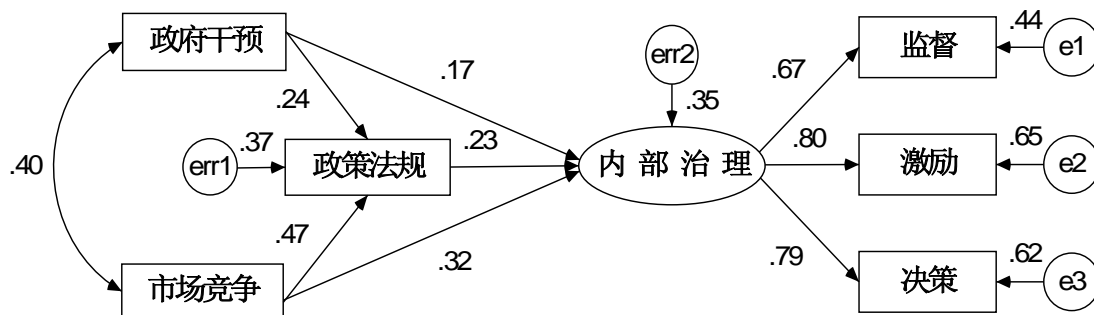 政府干预
监督
.44
e1
err2
.17
.67
.24
.35
.37
政策法规
.23
内 部 治 理
.80
激励
.65
e2
err1
.40
.47
.32
.79
市场竞争
决策
.62
e3